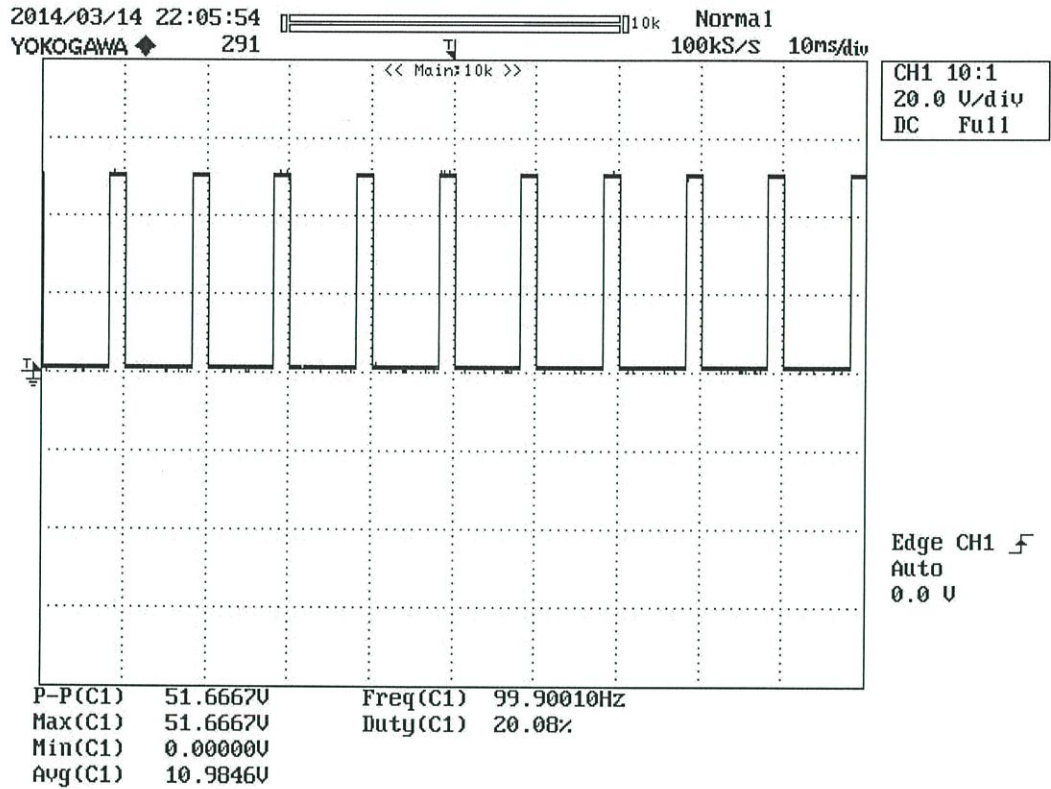 2014/03/14 22:05:54
10k
Normal
YOKOGAWA ◆ 291
T
100kS/s 10ms/div
<< Main:10k >>
CH1 10:1
20.0 V/div
DC Full
T
Edge CH1
Auto
0.0 V
P-P(C1) 51.6667V
Max(C1) 51.6667V
Min(C1) 0.00000V
Avg(C1) 10.9846V
Freq(C1) 99.90010Hz
Duty(C1) 20.08%